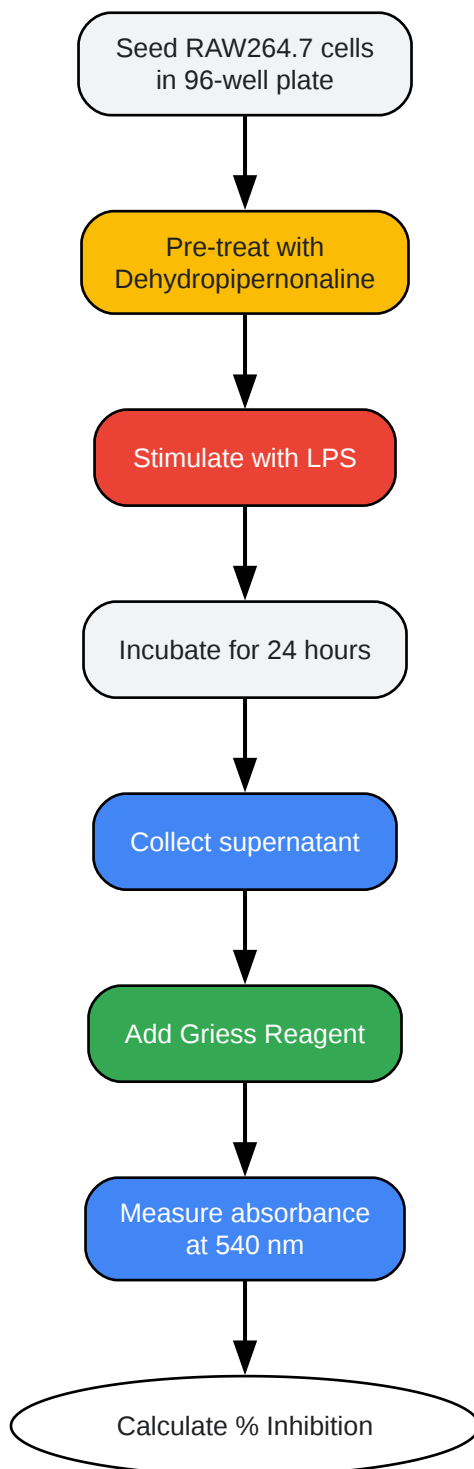 Seed RAW264.7 cells
in 96-well plate
Pre-treat with
Dehydropipernonaline
Stimulate with LPS
Incubate for 24 hours
Collect supernatant
Add Griess Reagent
Measure absorbance
at 540 nm
Calculate % Inhibition